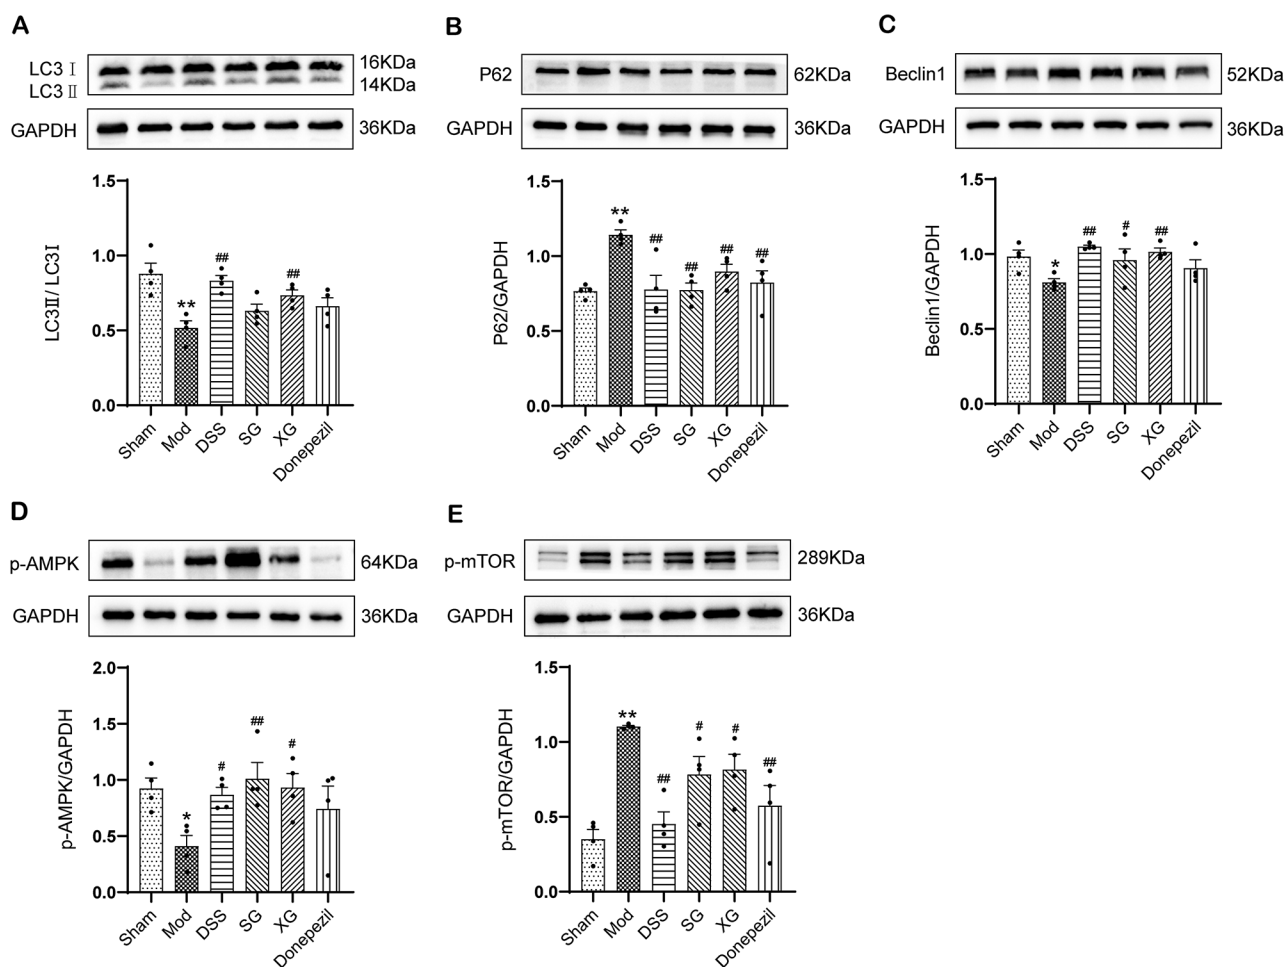 A
LC3 Ⅰ
LC3 Ⅱ
16KDa
14KDa
GAPDH
36KDa
LC3Ⅱ/ LC3Ⅰ
1.5
1.0
0.5
0.0
**
##
##
Sham
Mod
DSS
SG
XG
Donepezil
B
P62
62KDa
GAPDH
36KDa
P62/GALPDH
1.5
1.0
0.5
0.0
**
##
##
##
##
Sham
Mod
DSS
SG
XG
Donepezil
C
Beclin1
52KDa
GAPDH
36KDa
Beclin1/GAPDH
1.5
1.0
0.5
0.0
*
##
#
##
Sham
Mod
DSS
SG
XG
Donepezil
D
p-AMPK
64KDa
GAPDH
36KDa
p-AMPK/GAPDH
2.0
1.5
1.0
0.5
0.0
*
#
##
#
Sham
Mod
DSS
SG
XG
Donepezil
E
p-mTOR
289KDa
GAPDH
36KDa
p-mTOR/GAPDH
1.5
1.0
0.5
0.0
**
##
#
#
##
Sham
Mod
DSS
SG
XG
Donepezil